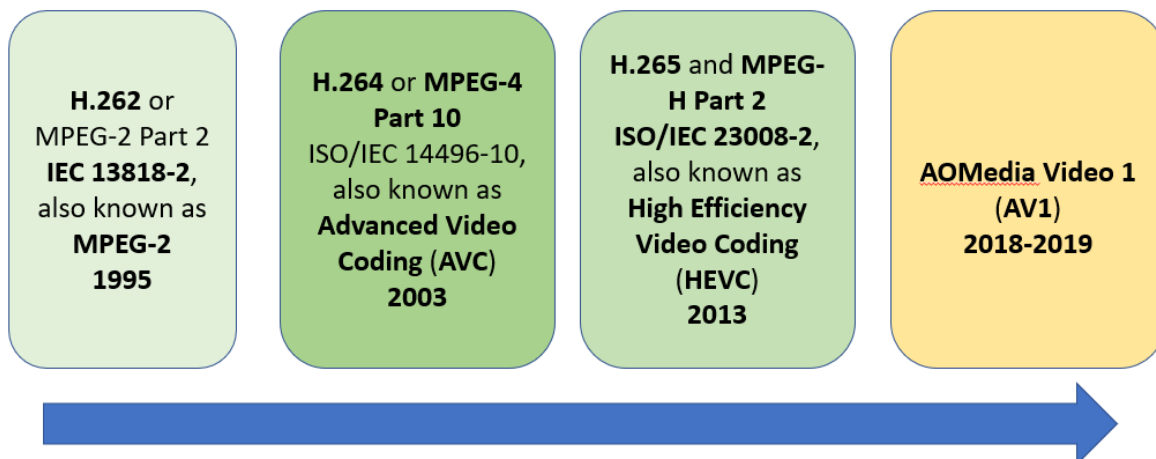 H.262 or
MPEG-2 Part 2
IEC 13818-2,
also known as
MPEG-2
1995
H.264 or MPEG-4
Part 10
ISO/IEC 14496-10,
also known as
Advanced Video
Coding (AVC)
2003
H.265 and MPEG-
H Part 2
ISO/IEC 23008-2,
also known as
High Efficiency
Video Coding
(HEVC)
2013
AOMedia Video 1
(AV1)
2018-2019